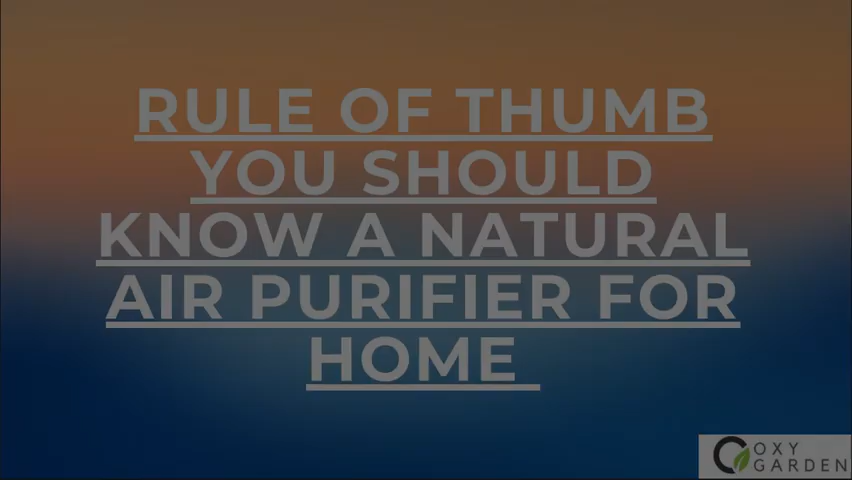 RULE OF THUMB
YOU SHOULD
KNOW A NATURAL
AIR PURIFIER FOR
HOME
OXY
GARDEN